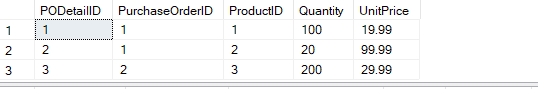 PODetailID PurchaseOrderID ProductID Quantity UnitPrice
1 1 1 1 100 19.99
2 2 1 2 20 99.99
3 3 2 3 200 29.99